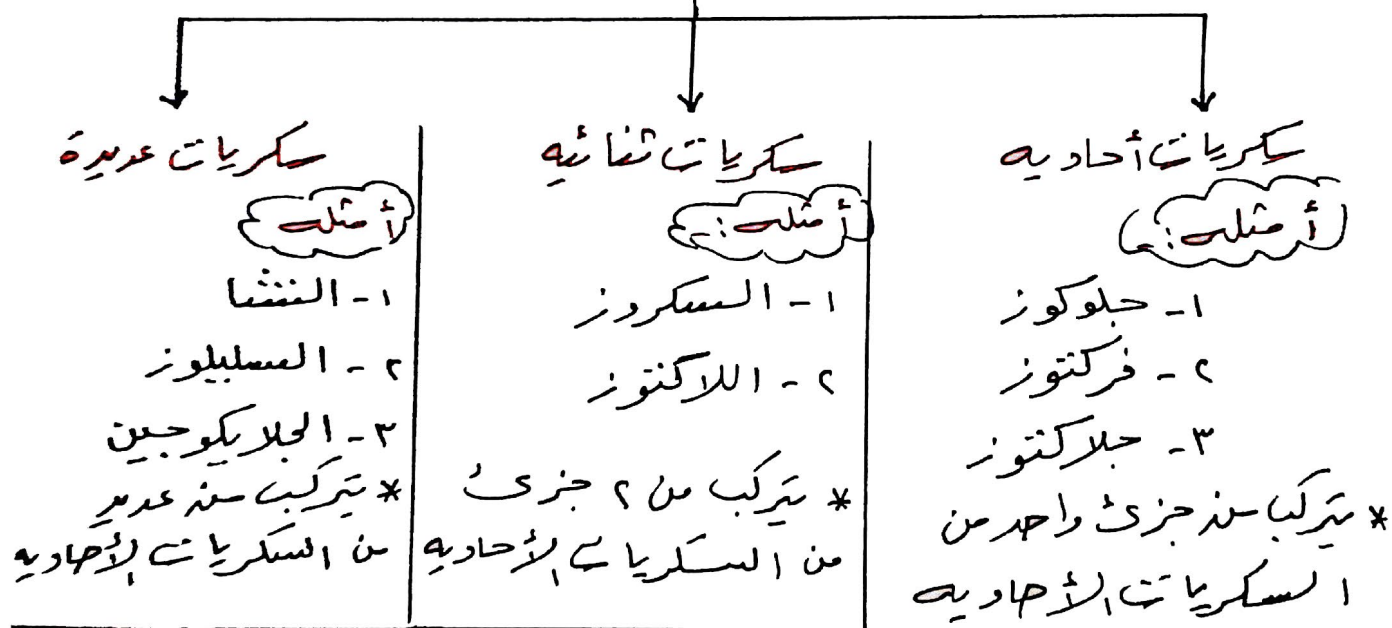 سكريات أحاديه
أمثله:
١- جلوكوز
٢- فركتوز
٣- جلاكتوز
* يتركب من جزئ واحد من
السكريات الأحاديه
سكريات ثنائيه
أمثله:
١- السكروز
٢- اللاكتوز
* يتركب من ٢ جزئ
من السكريات الأحاديه
سكريات عديدة
أمثله
١- النشا
٢- السليلوز
٣- الجلايكوجين
* يتركب من عديد
من السكريات الأحاديه